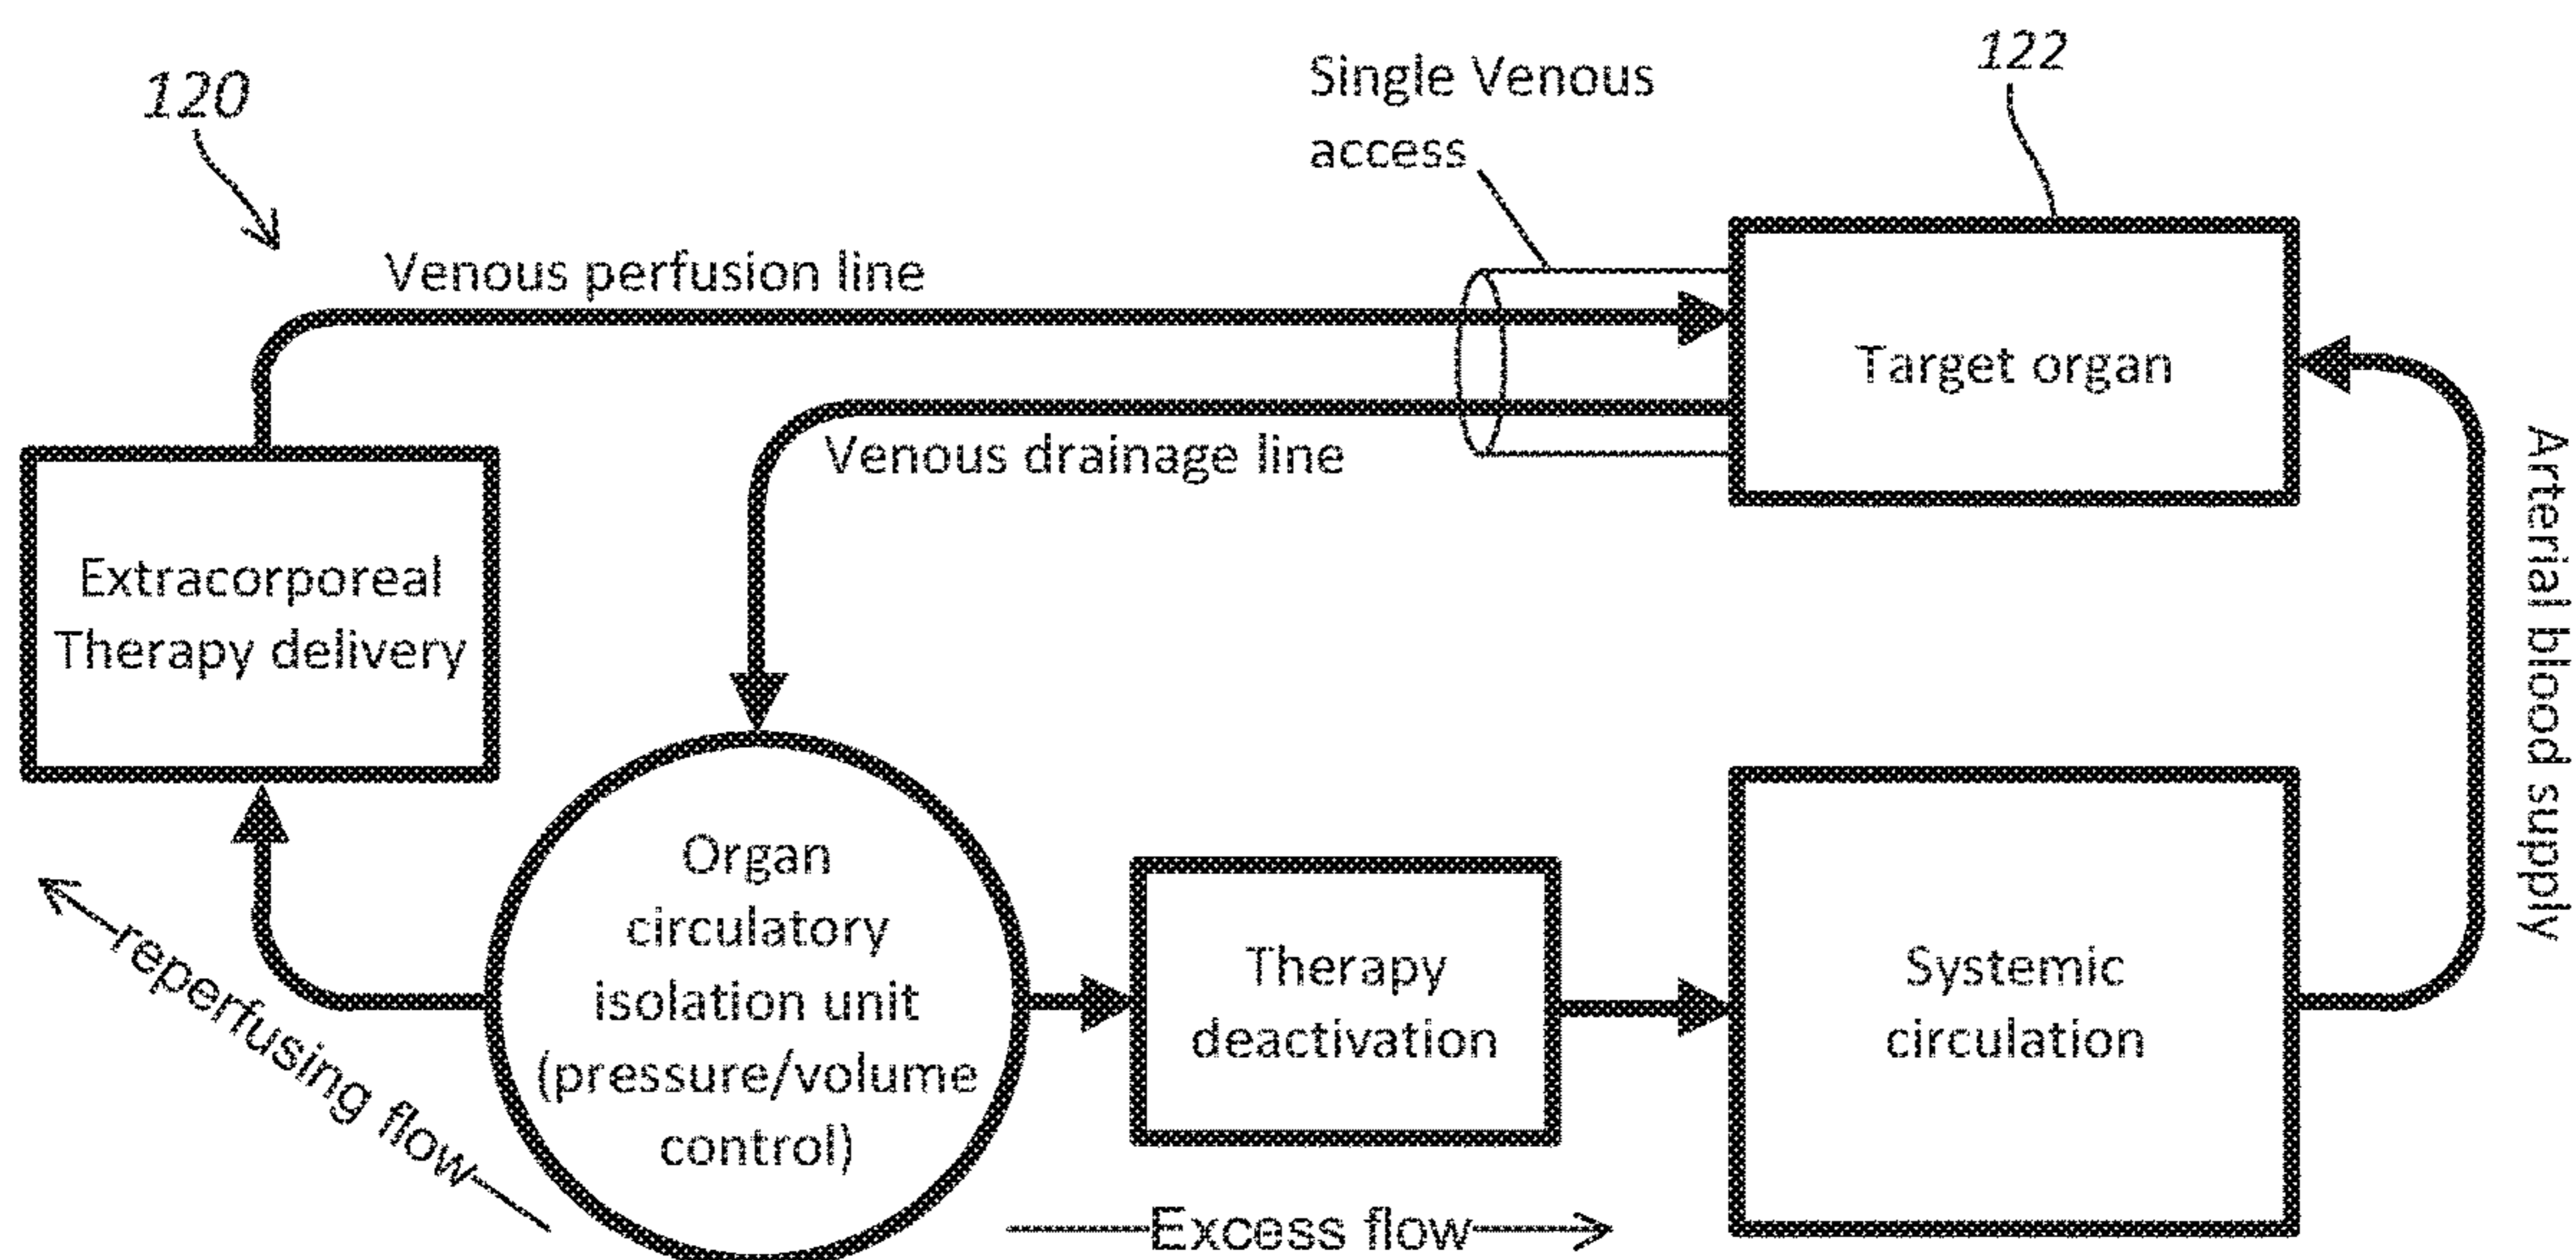 120
Single Venous
access
122
Venous perfusion line
Target organ
Venous drainage line
Arterial blood supply
Extracorporeal
Therapy delivery
Organ
circulatory
isolation unit
(pressure/volume
control)
Therapy
deactivation
Systemic
circulation
reperfusing flow
Excess flow